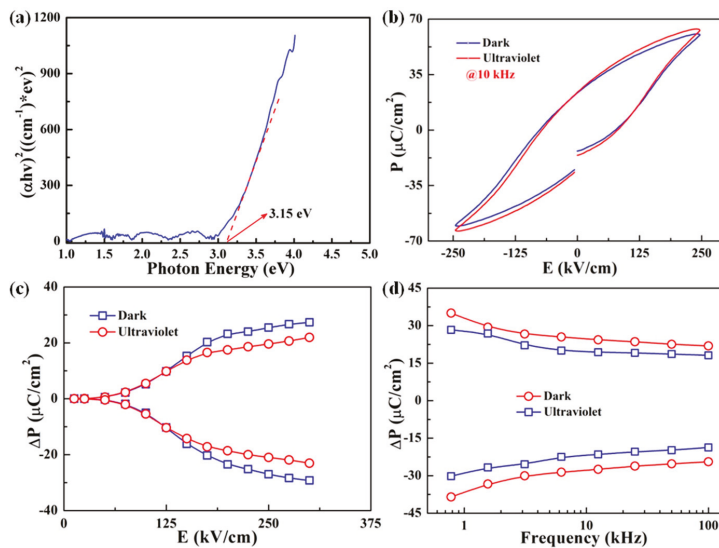 (a)
1200
900
600
300
0
(αhν)² ((cm⁻¹)*ev)²
3.15 eV
1.0 1.5 2.0 2.5 3.0 3.5 4.0 4.5 5.0
Photon Energy (eV)
(b)
70
35
0
-35
-70
P (μC/cm²)
Dark
Ultraviolet
@10 kHz
-250 -125 0 125 250
E (kV/cm)
(c)
40
20
0
-20
-40
ΔP (μC/cm²)
Dark
Ultraviolet
0 125 250 375
E (kV/cm)
(d)
45
30
15
0
-15
-30
-45
ΔP (μC/cm²)
Dark
Ultraviolet
1 10 100
Frequency (kHz)